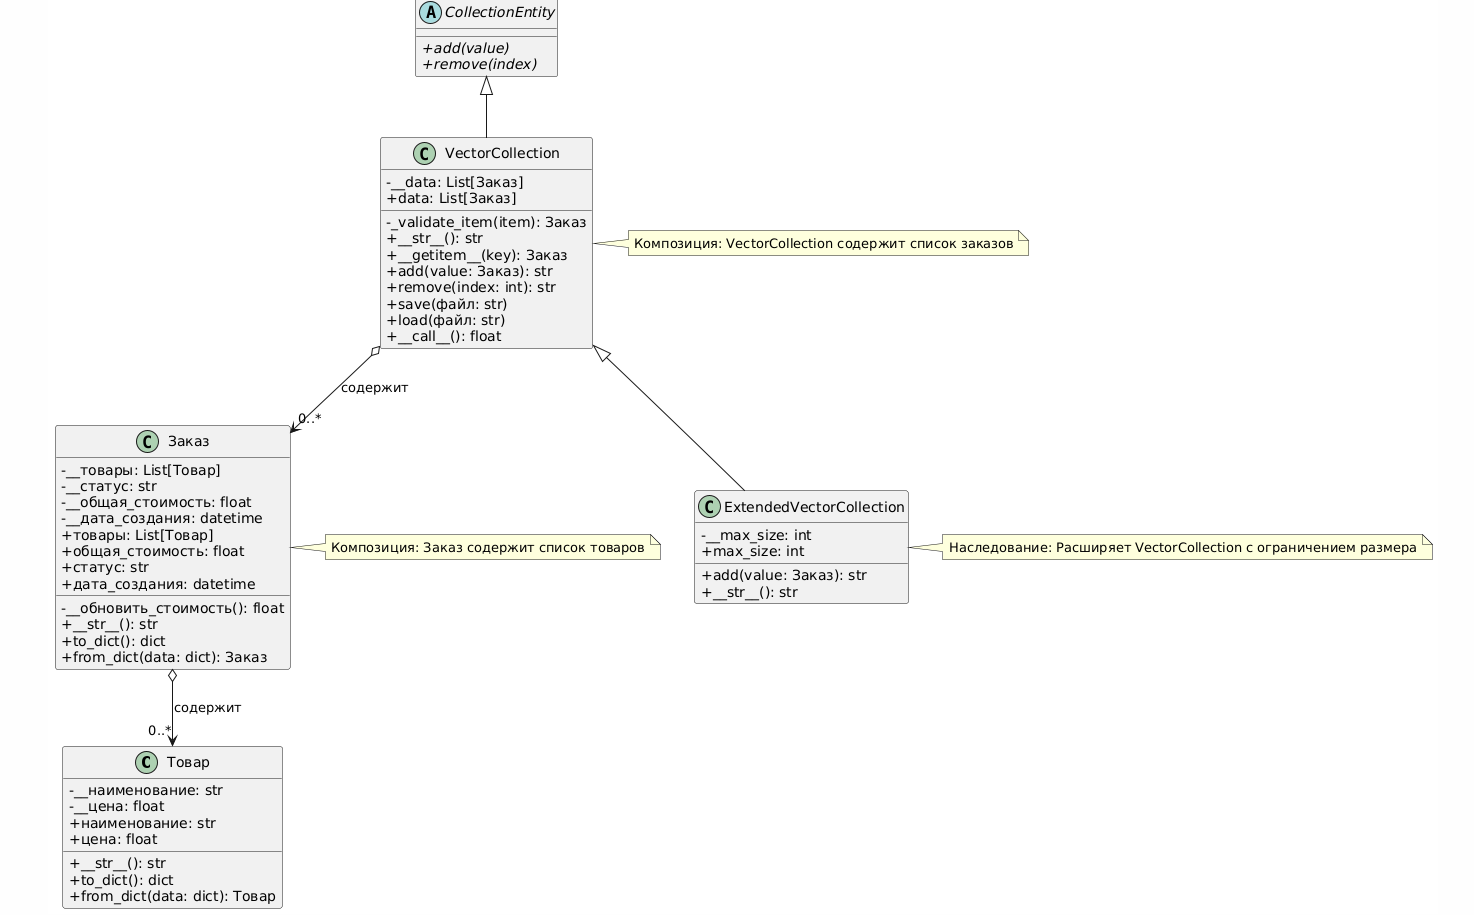 A CollectionEntity
+add(value)
+remove(index)
C VectorCollection
-__data: List[Заказ]
+data: List[Заказ]
-_validate_item(item): Заказ
+__str__(): str
+__getitem__(key): Заказ
+add(value: Заказ): str
+remove(index: int): str
+save(файл: str)
+load(файл: str)
+__call__(): float
Композиция: VectorCollection содержит список заказов
содержит
0..*
C Заказ
-__товары: List[Товар]
-__статус: str
-__общая_стоимость: float
-__дата_создания: datetime
+товары: List[Товар]
+общая_стоимость: float
+статус: str
+дата_создания: datetime
-__обновить_стоимость(): float
+__str__(): str
+to_dict(): dict
+from_dict(data: dict): Заказ
Композиция: Заказ содержит список товаров
C ExtendedVectorCollection
-__max_size: int
+max_size: int
+add(value: Заказ): str
+__str__(): str
Наследование: Расширяет VectorCollection с ограничением размера
содержит
0..*
C Товар
-__наименование: str
-__цена: float
+наименование: str
+цена: float
+__str__(): str
+to_dict(): dict
+from_dict(data: dict): Товар